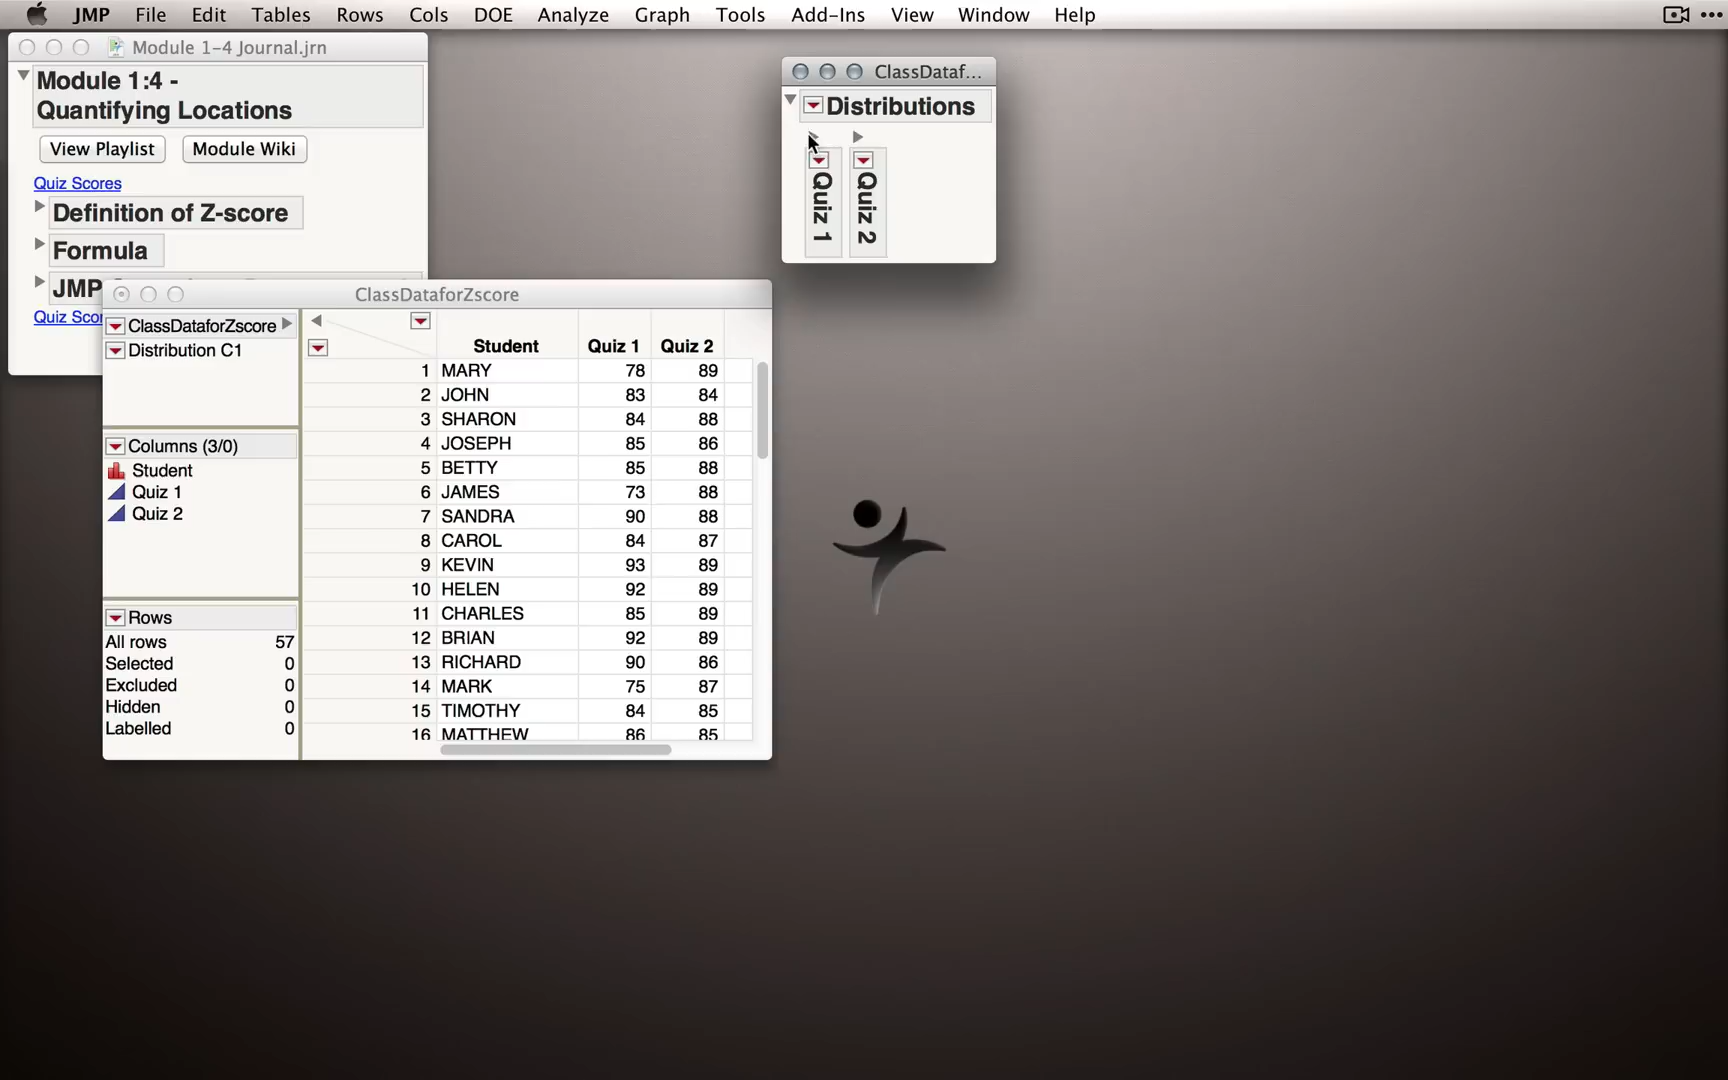 JMP File Edit Tables Rows Cols DOE Analyze Graph Tools Add-Ins View Window Help
Module 1-4 Journal.jrn
Module 1:4 -
Quantifying Locations
View Playlist Module Wiki
Quiz Scores
Definition of Z-score
Formula
JMP
Quiz Scor
ClassDataf...
Distributions
Quiz 1
Quiz 2
ClassDataforZscore
ClassDataforZscore
Distribution C1
Columns (3/0)
Student
Quiz 1
Quiz 2
Rows
All rows 57
Selected 0
Excluded 0
Hidden 0
Labelled 0
Student Quiz 1 Quiz 2
1 MARY 78 89
2 JOHN 83 84
3 SHARON 84 88
4 JOSEPH 85 86
5 BETTY 85 88
6 JAMES 73 88
7 SANDRA 90 88
8 CAROL 84 87
9 KEVIN 93 89
10 HELEN 92 89
11 CHARLES 85 89
12 BRIAN 92 89
13 RICHARD 90 86
14 MARK 75 87
15 TIMOTHY 84 85
16 MATTHEW 86 85